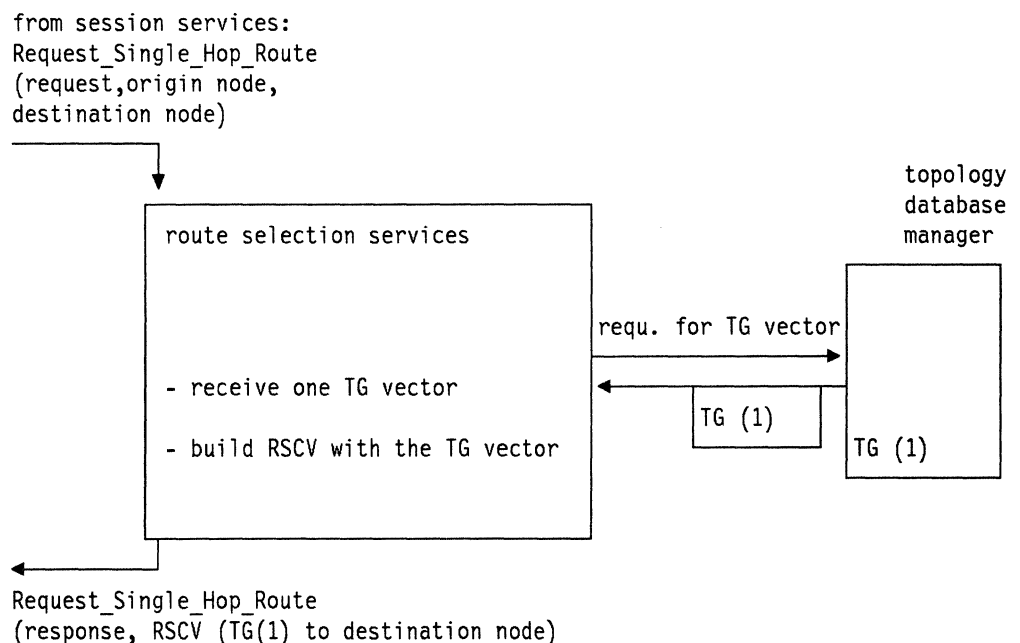 from session services:
Request_Single_Hop_Route
(request,origin node,
destination node)
topology
database
manager
route selection services
requ. for TG vector
- receive one TG vector
TG (1)
- build RSCV with the TG vector
TG (1)
Request_Single_Hop_Route
(response, RSCV (TG(1) to destination node)